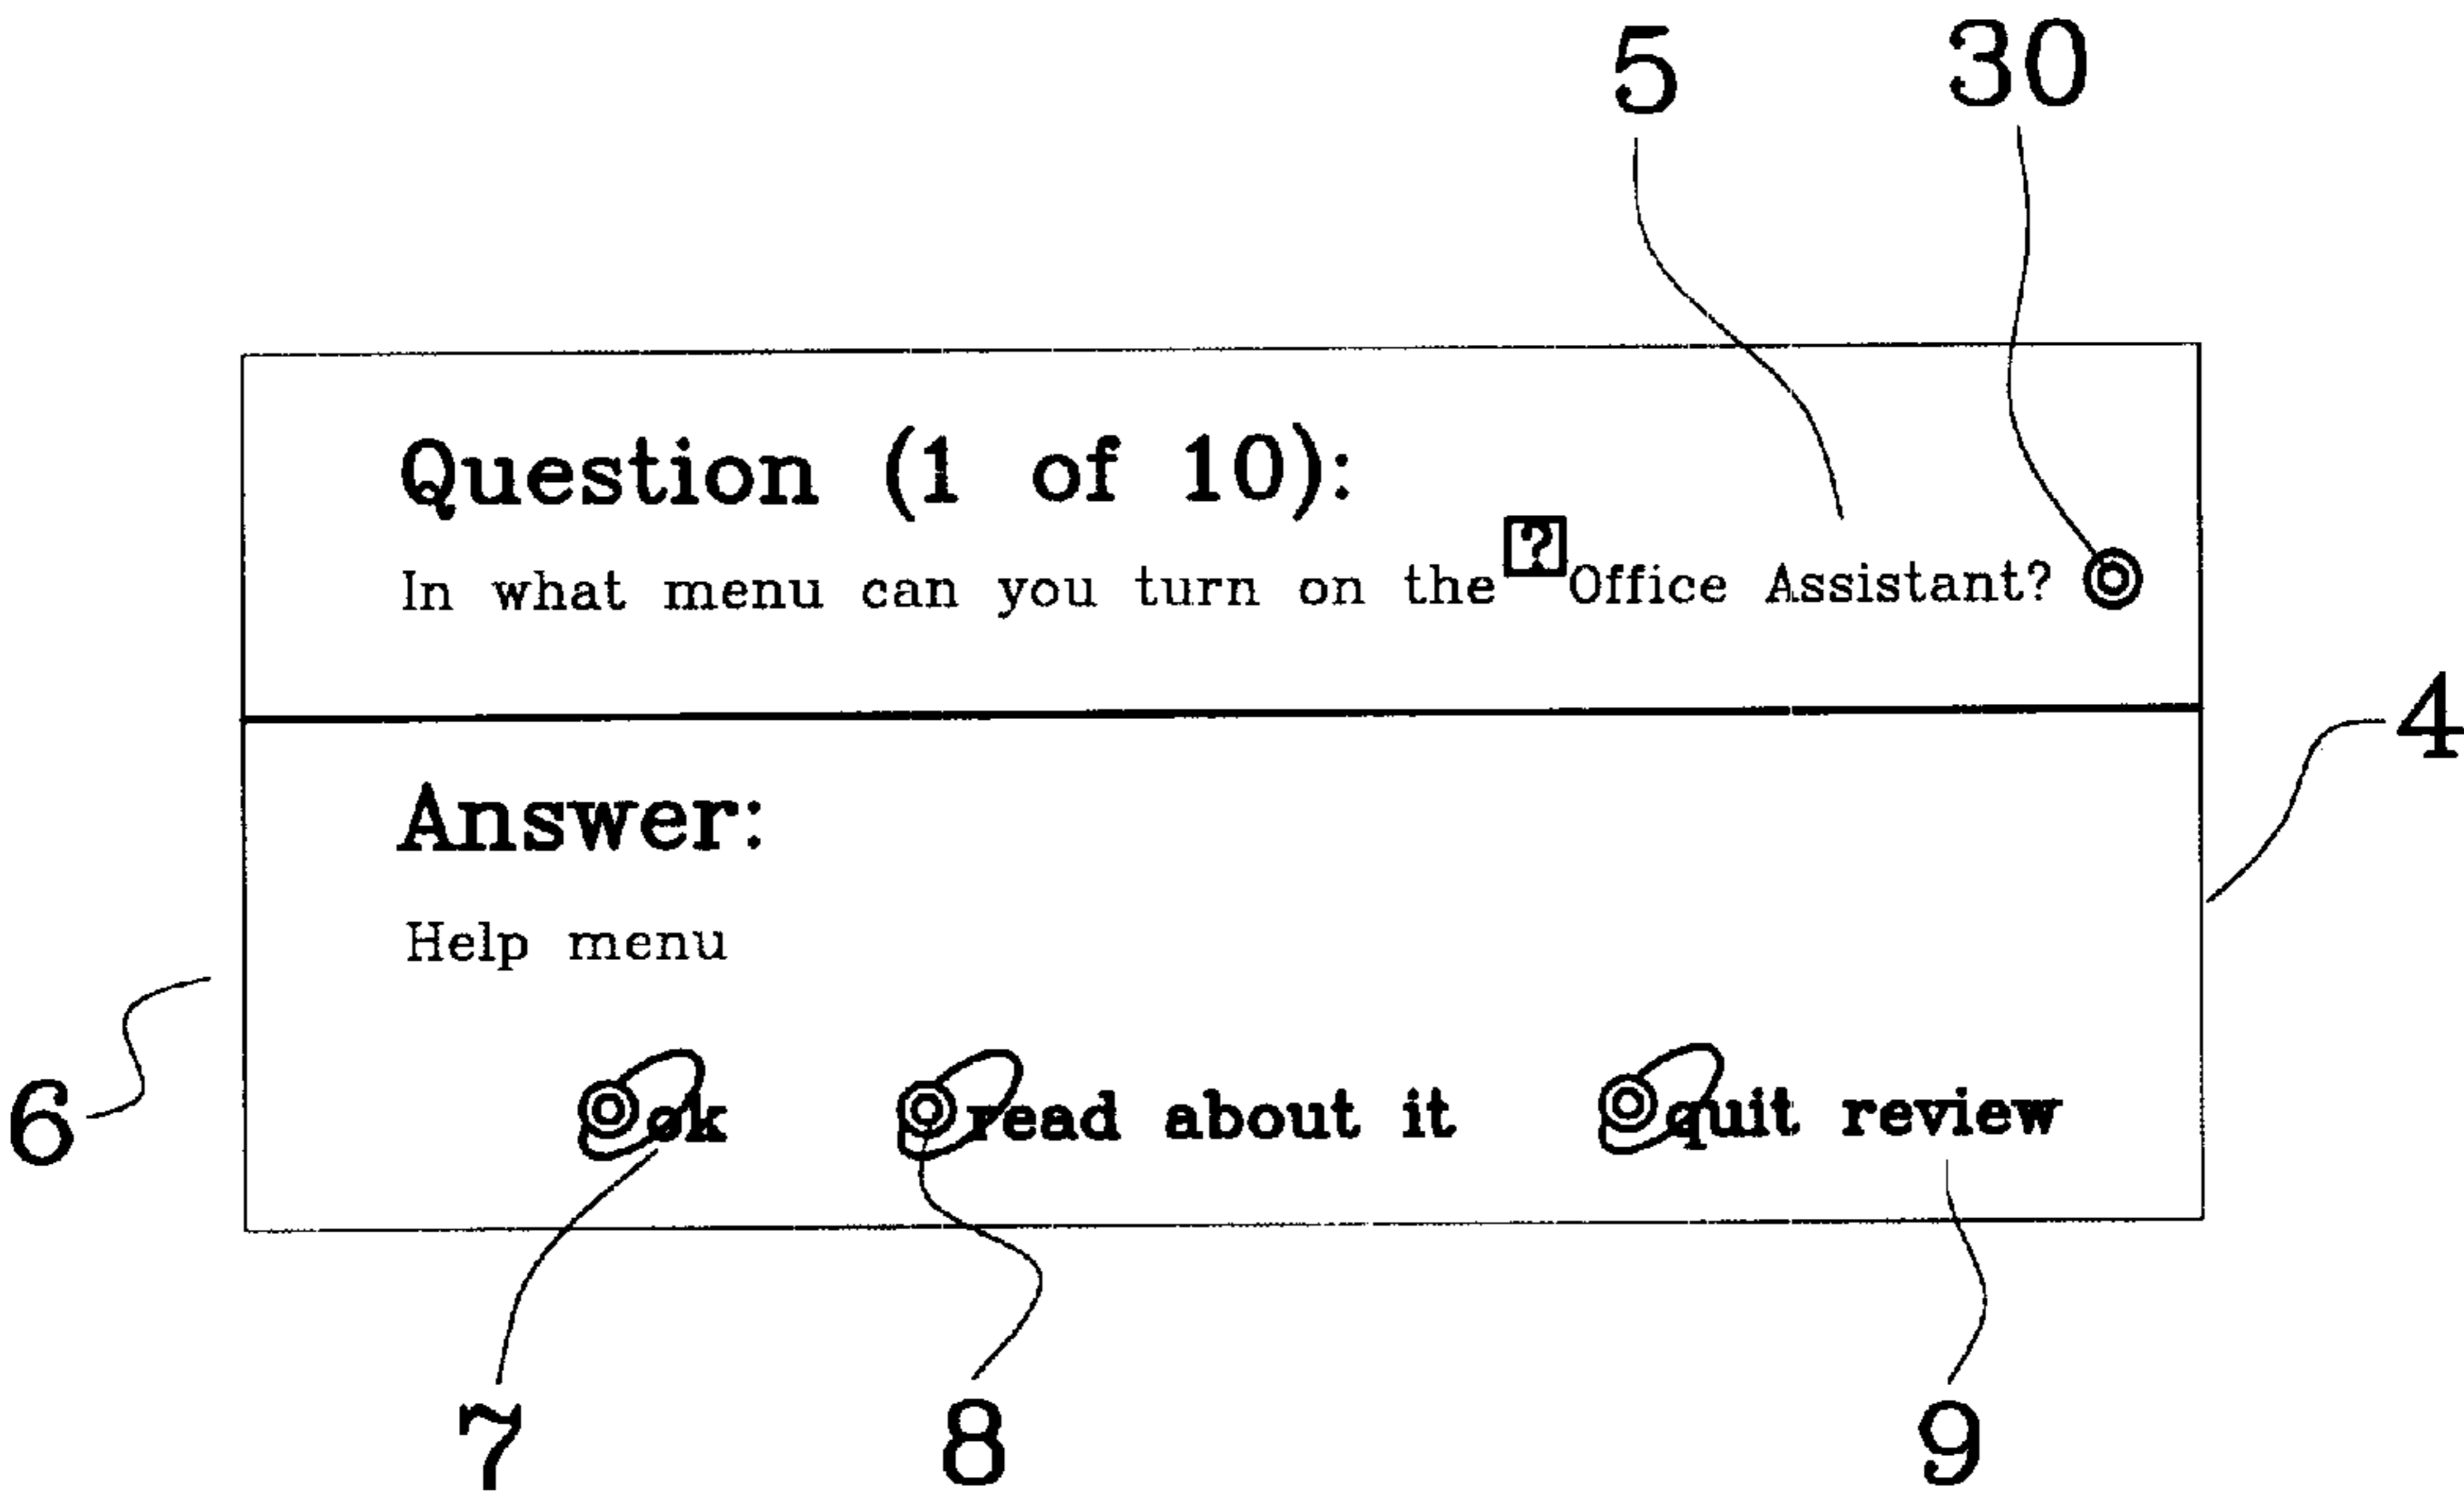 5 30
Question (1 of 10):
In what menu can you turn on the ? Office Assistant?
4
Answer:
Help menu
6
ok read about it quit review
7 8 9